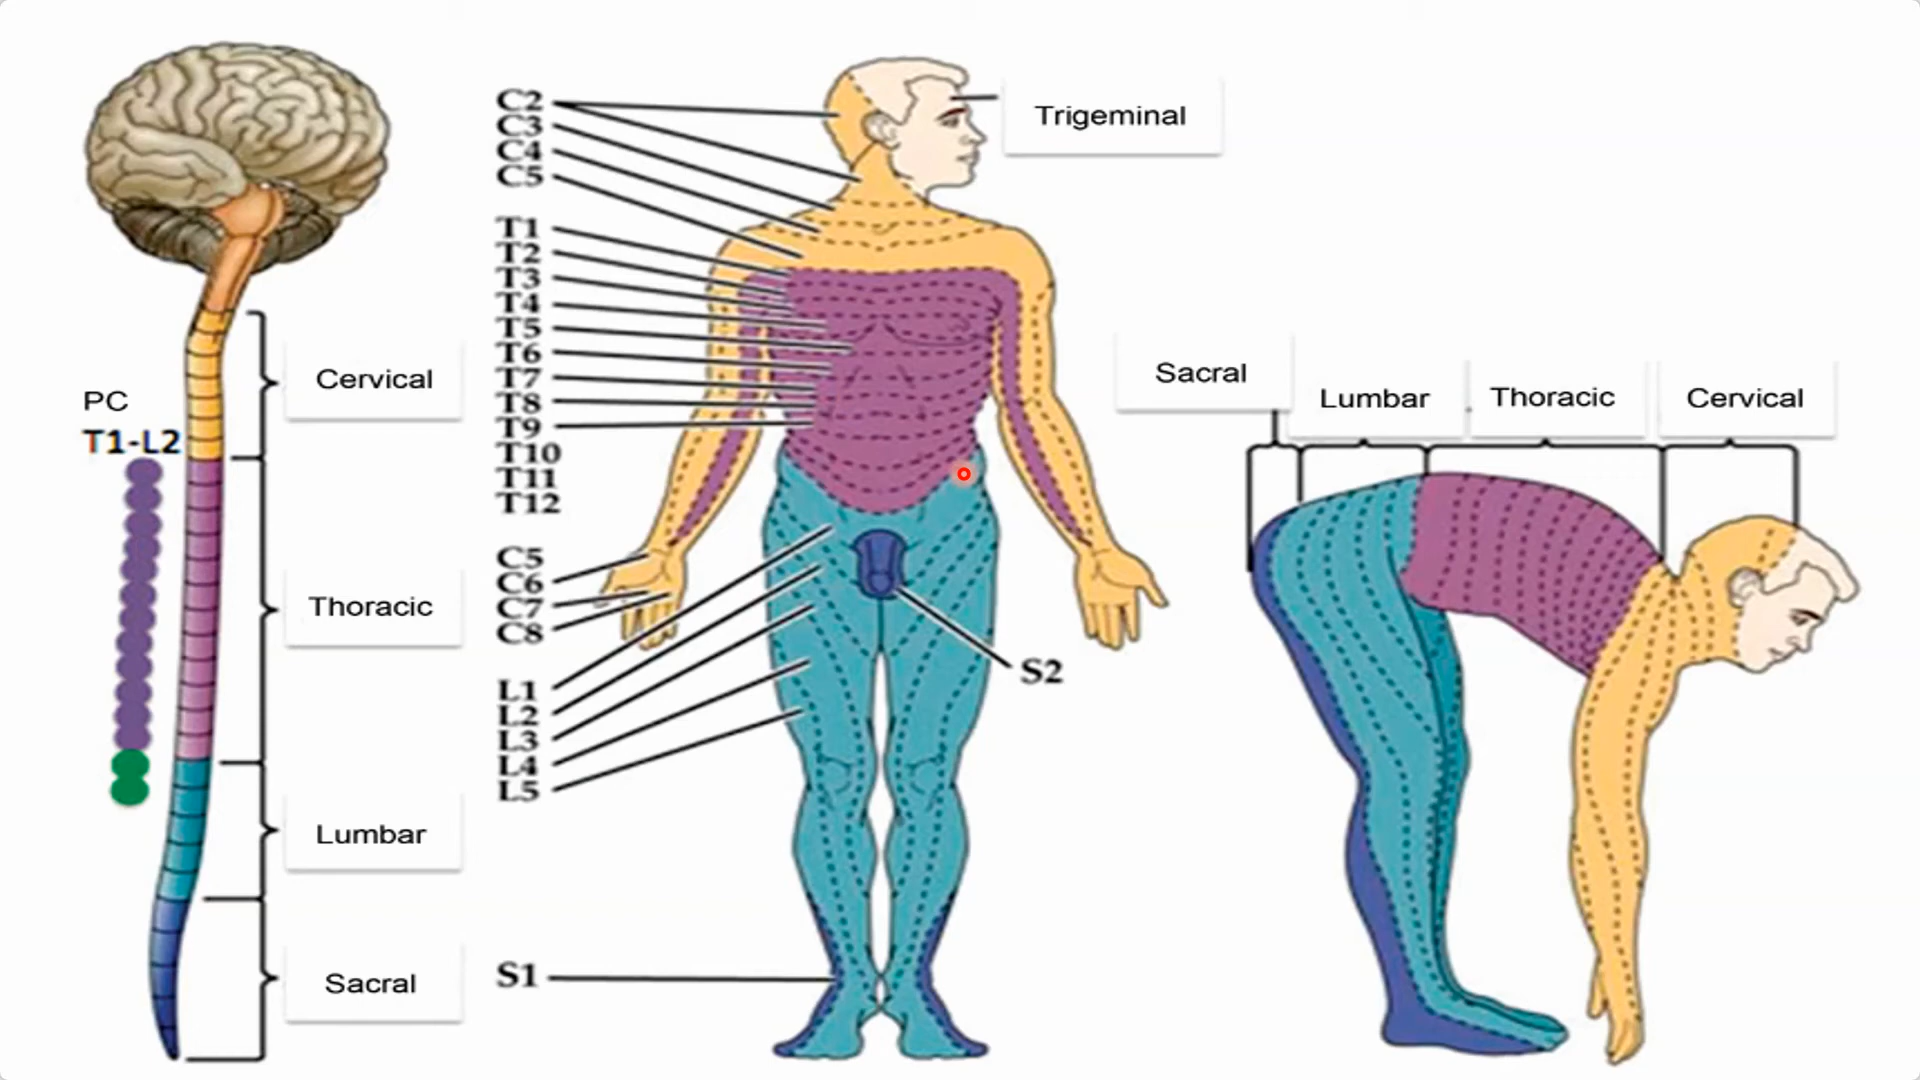 PC
T1-L2
Cervical
Thoracic
Lumbar
Sacral
C2
C3
C4
C5
T1
T2
T3
T4
T5
T6
T7
T8
T9
T10
T11
T12
C5
C6
C7
C8
L1
L2
L3
L4
L5
S1
Trigeminal
S2
Sacral
Lumbar
Thoracic
Cervical